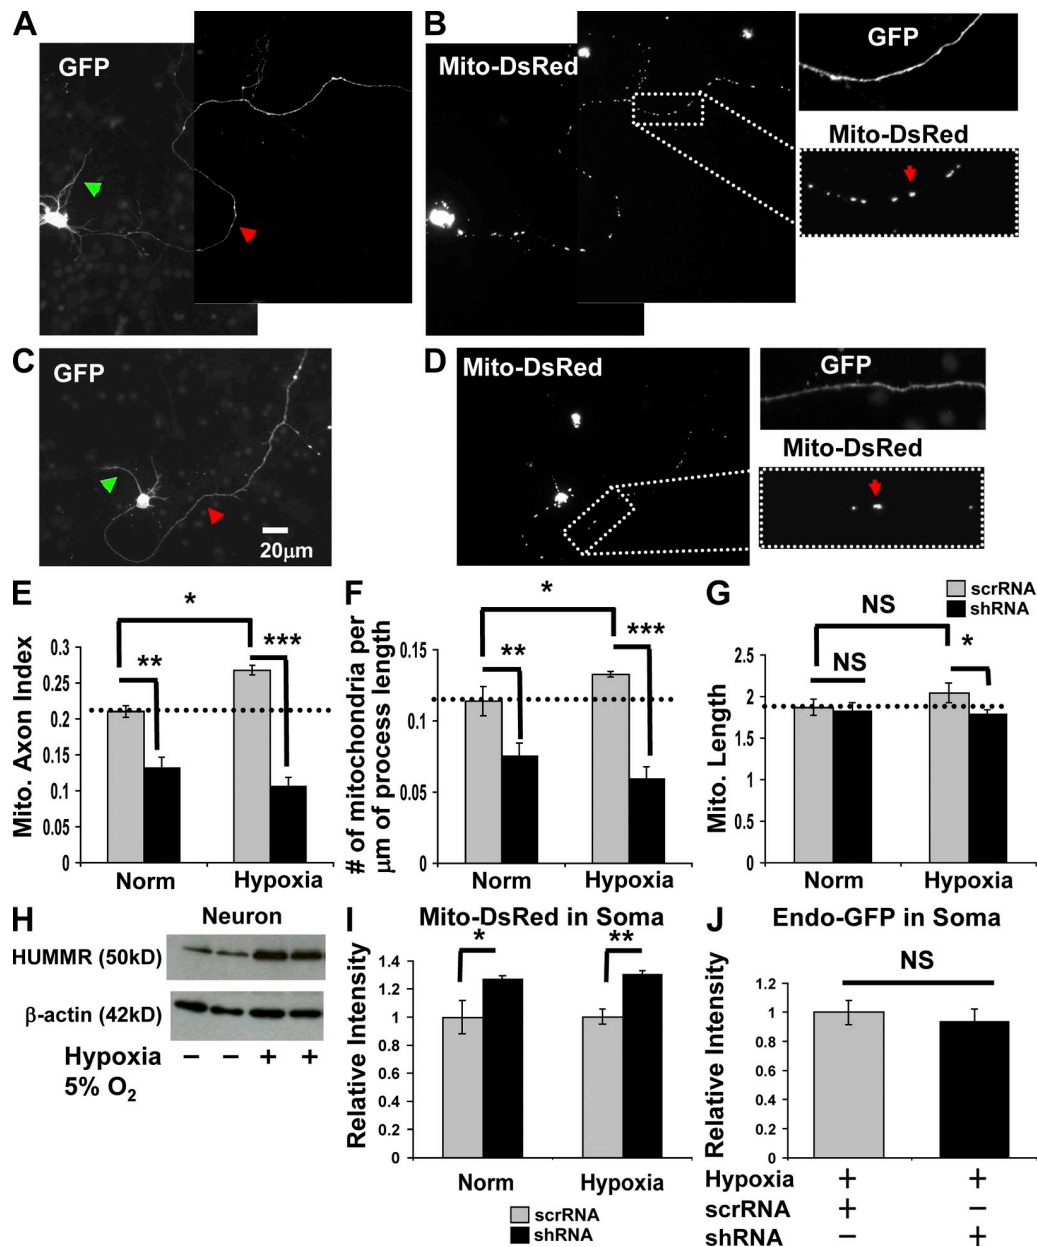 A
GFP
B
Mito-DsRed
GFP
Mito-DsRed
C
GFP
20μm
D
Mito-DsRed
GFP
Mito-DsRed
E
Mito. Axon Index
0.3
0.25
0.2
0.15
0.1
0.05
0
*
**
***
Norm Hypoxia
F
# of mitochondria per
μm of process length
0.15
0.1
0.05
0
*
**
***
Norm Hypoxia
G
scrRNA
shRNA
Mito. Length
2.5
2
1.5
1
0.5
0
NS
NS
*
Norm Hypoxia
H
Neuron
HUMMR (50kD)
β-actin (42kD)
Hypoxia − − + +
5% O2
I
Mito-DsRed in Soma
Relative Intensity
1.4
1.2
1
0.8
0.6
0.4
0.2
0
*
**
Norm Hypoxia
scrRNA
shRNA
J
Endo-GFP in Soma
Relative Intensity
1.2
1
0.8
0.6
0.4
0.2
0
NS
Hypoxia + +
scrRNA + −
shRNA − +